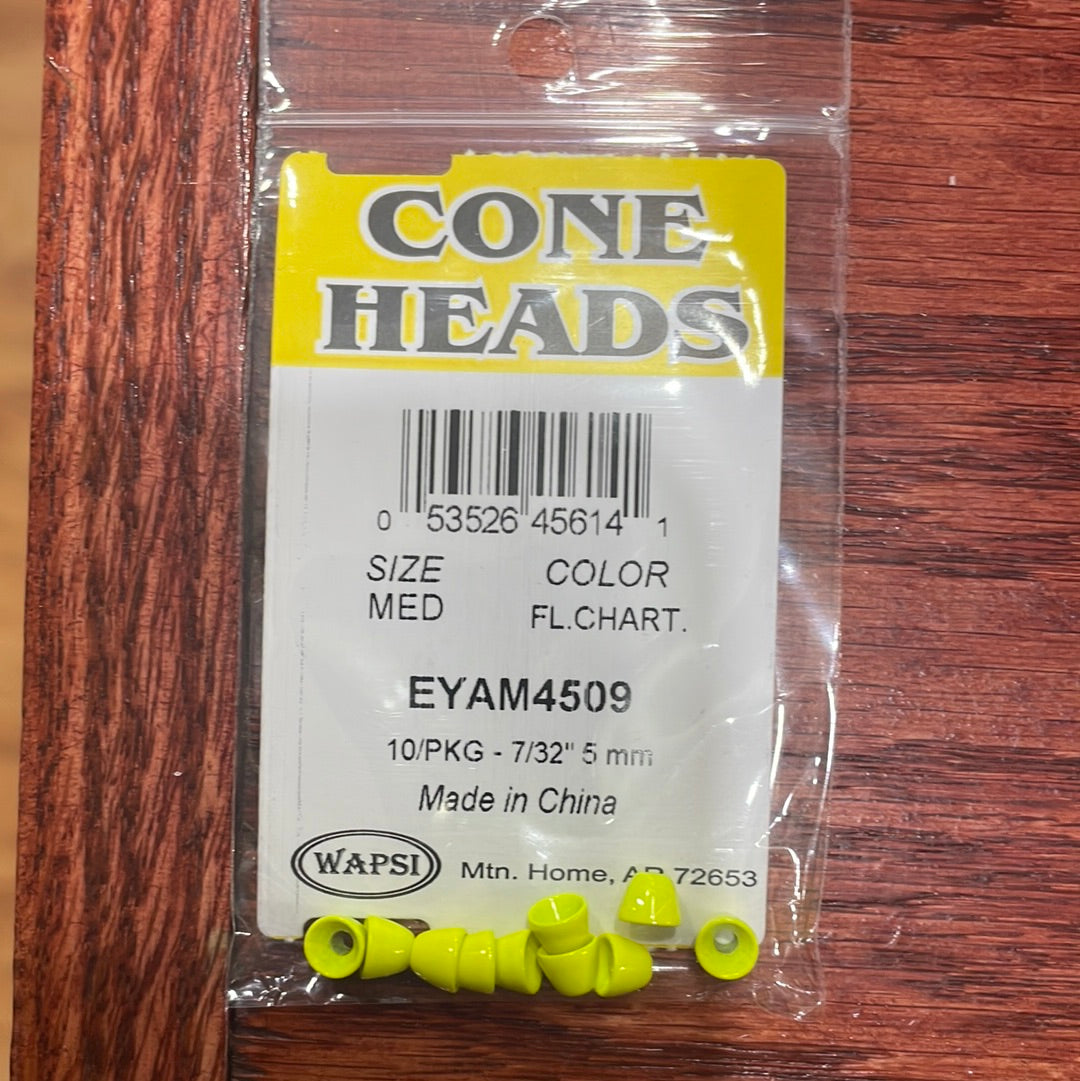 CONE
HEADS
0 53526 45614 1
SIZE COLOR
MED FL.CHART.
EYAM4509
10/PKG - 7/32" 5 mm
Made in China
WAPSI Mtn. Home, AR 72653